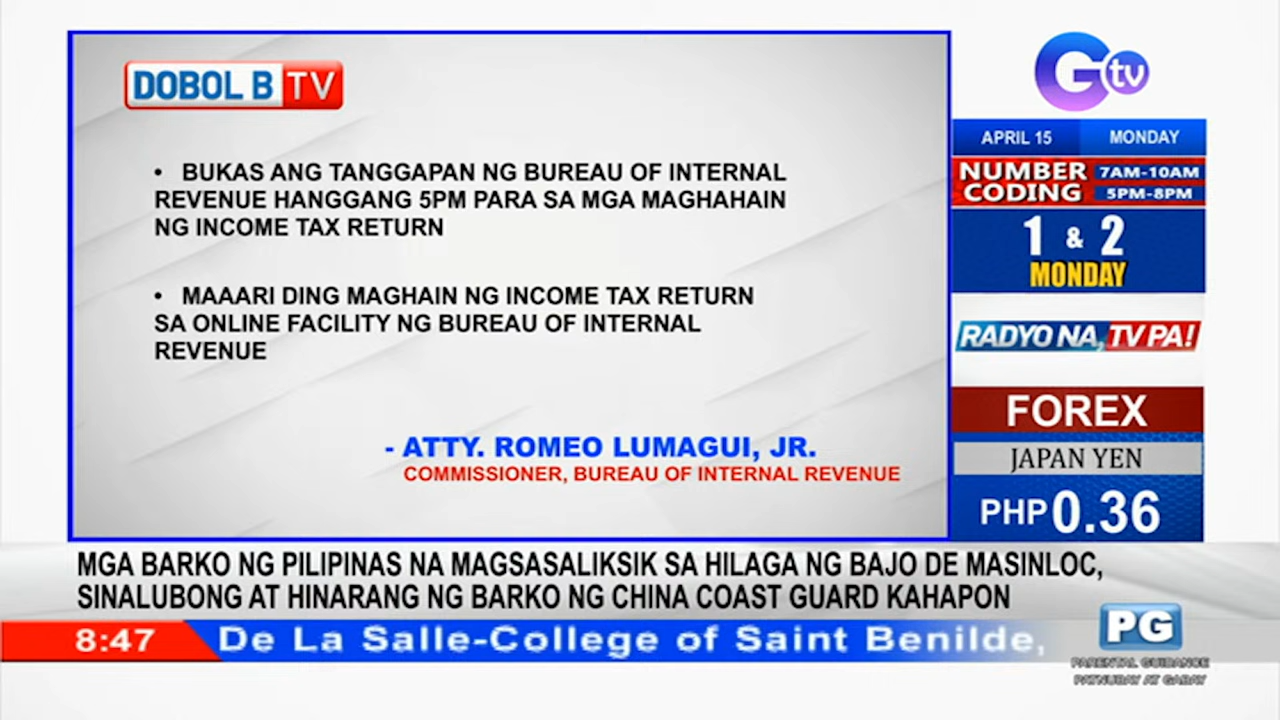 DOBOL B TV
• BUKAS ANG TANGGAPAN NG BUREAU OF INTERNAL
REVENUE HANGGANG 5PM PARA SA MGA MAGHAHAIN
NG INCOME TAX RETURN
• MAAARI DING MAGHAIN NG INCOME TAX RETURN
SA ONLINE FACILITY NG BUREAU OF INTERNAL
REVENUE
- ATTY. ROMEO LUMAGUI, JR.
COMMISSIONER, BUREAU OF INTERNAL REVENUE
Gtv
APRIL 15 MONDAY
NUMBER CODING
7AM-10AM
5PM-8PM
1 & 2
MONDAY
RADYO NA, TV PA!
FOREX
JAPAN YEN
PHP 0.36
MGA BARKO NG PILIPINAS NA MAGSASALIKSIK SA HILAGA NG BAJO DE MASINLOC,
SINALUBONG AT HINARANG NG BARKO NG CHINA COAST GUARD KAHAPON
8:47 De La Salle-College of Saint Benilde,
PG
PARENTAL GUIDANCE
PATNUBAY AT GABAY